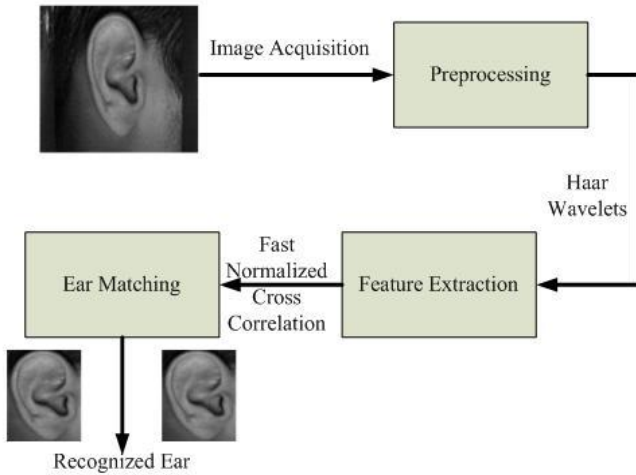 Image Acquisition
Preprocessing
Haar
Wavelets
Feature Extraction
Fast
Normalized
Cross
Correlation
Ear Matching
Recognized Ear